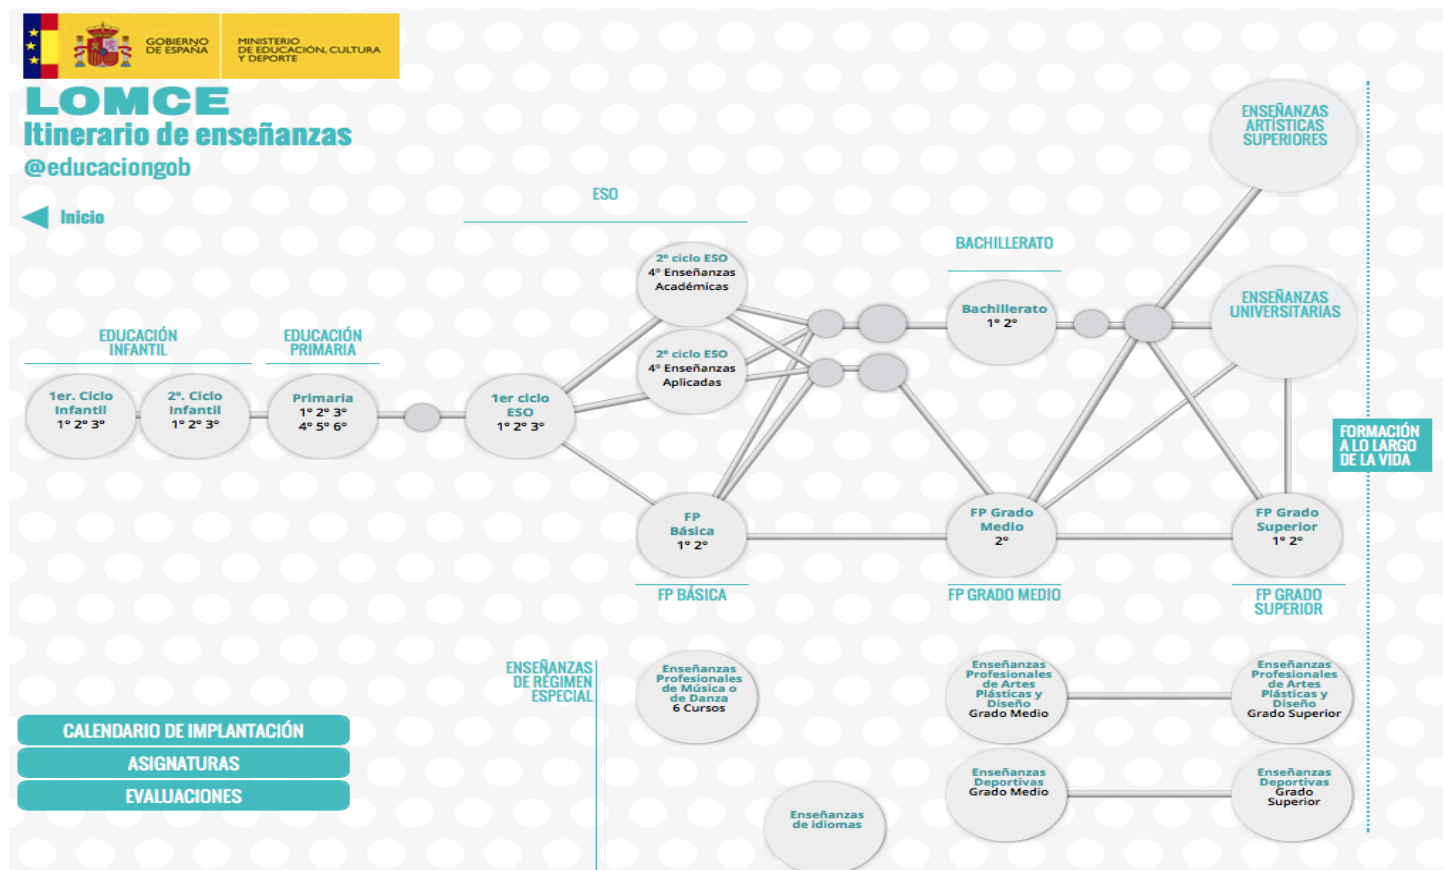 GOBIERNO
DE ESPAÑA
MINISTERIO
DE EDUCACIÓN, CULTURA
Y DEPORTE
LOMCE
Itinerario de enseñanzas
@educaciongob
Inicio
ESO
BACHILLERATO
EDUCACIÓN
INFANTIL
EDUCACIÓN
PRIMARIA
1er. Ciclo
Infantil
1º 2º 3º
2º. Ciclo
Infantil
1º 2º 3º
Primaria
1º 2º 3º
4º 5º 6º
1er ciclo
ESO
1º 2º 3º
2º ciclo ESO
4º Enseñanzas
Académicas
2º ciclo ESO
4º Enseñanzas
Aplicadas
Bachillerato
1º 2º
ENSEÑANZAS
ARTÍSTICAS
SUPERIORES
ENSEÑANZAS
UNIVERSITARIAS
FORMACIÓN
A LO LARGO
DE LA VIDA
FP
Básica
1º 2º
FP Grado
Medio
2º
FP Grado
Superior
1º 2º
FP BÁSICA
FP GRADO MEDIO
FP GRADO
SUPERIOR
ENSEÑANZAS
DE RÉGIMEN
ESPECIAL
Enseñanzas
Profesionales
de Música o
de Danza
6 Cursos
Enseñanzas
Profesionales
de Artes
Plásticas y
Diseño
Grado Medio
Enseñanzas
Profesionales
de Artes
Plásticas y
Diseño
Grado Superior
Enseñanzas
Deportivas
Grado Medio
Enseñanzas
Deportivas
Grado
Superior
Enseñanzas
de idiomas
CALENDARIO DE IMPLANTACIÓN
ASIGNATURAS
EVALUACIONES